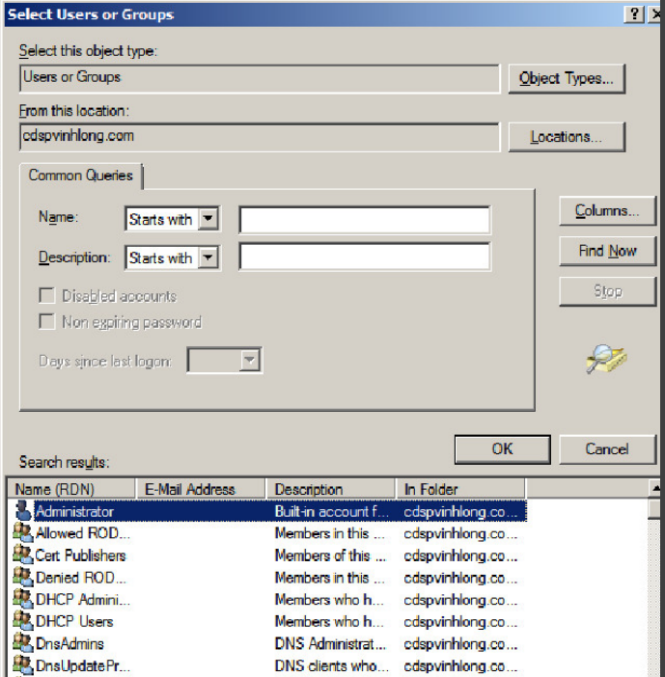 Select Users or Groups
Select this object type:
Users or Groups
Object Types...
From this location:
cdspvinhlong.com
Locations...
Common Queries
Name: Starts with
Description: Starts with
Disabled accounts
Non expiring password
Days since last logon:
Columns...
Find Now
Stop
OK Cancel
Search results:
Name (RDN) E-Mail Address Description In Folder
Administrator Built-in account f... cdspvinhlong.co...
Allowed ROD... Members in this ... cdspvinhlong.co...
Cert Publishers Members of this ... cdspvinhlong.co...
Denied ROD... Members in this ... cdspvinhlong.co...
DHCP Admini... Members who h... cdspvinhlong.co...
DHCP Users Members who h... cdspvinhlong.co...
DnsAdmins DNS Administrat... cdspvinhlong.co...
DnsUpdatePr... DNS clients who... cdspvinhlong.co...